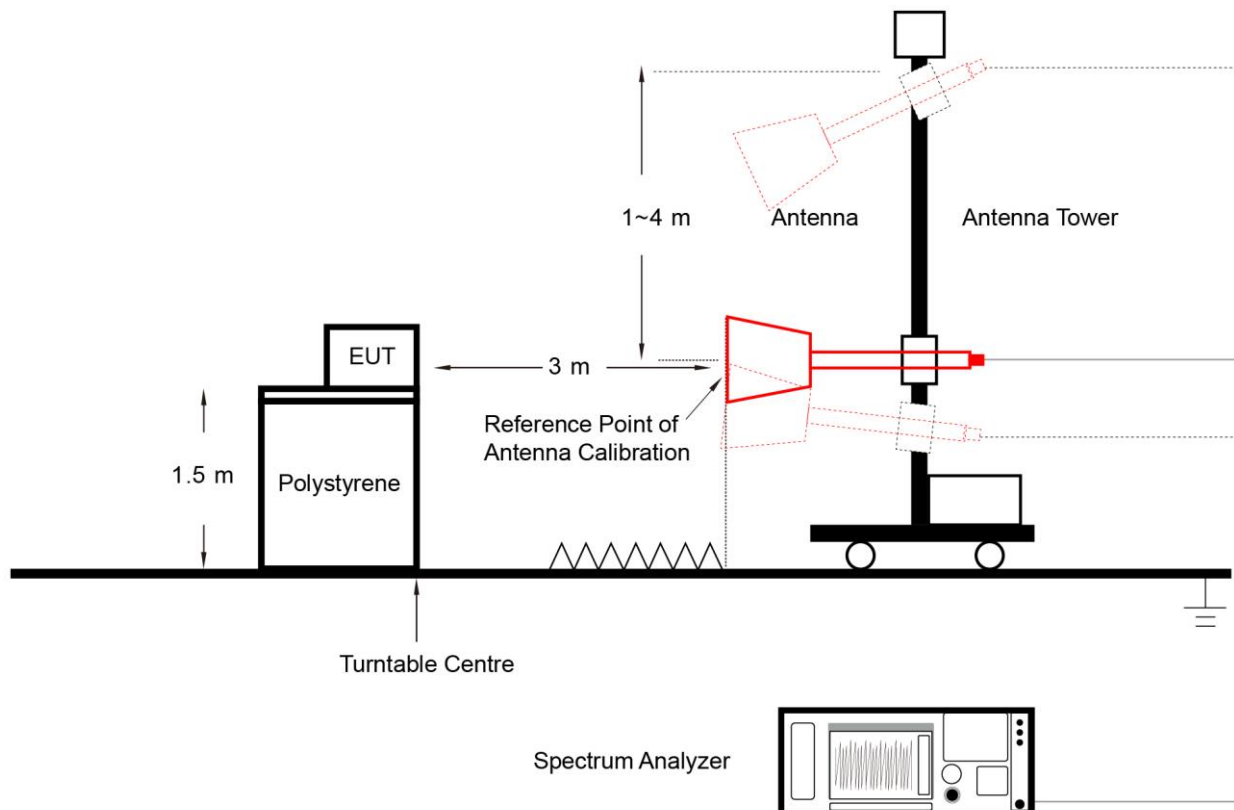 1~4 m
Antenna
Antenna Tower
EUT
3 m
Reference Point of
Antenna Calibration
1.5 m
Polystyrene
Turntable Centre
Spectrum Analyzer